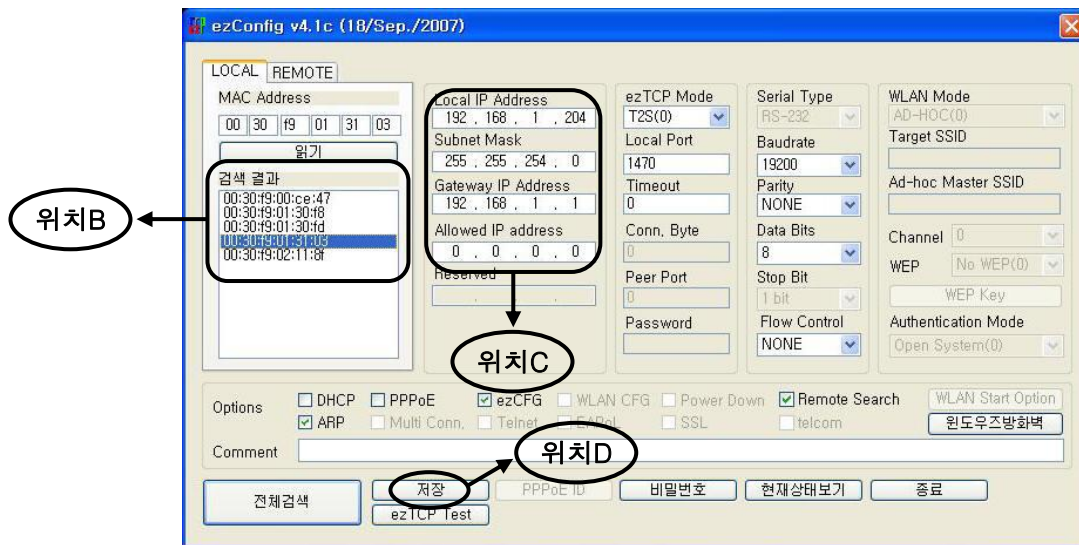 ezConfig v4.1c (18/Sep./2007)
LOCAL REMOTE
MAC Address
00 30 f9 01 31 03
읽기
검색 결과
00:30:f9:00:ce:47
00:30:f9:01:30:f8
00:30:f9:01:30:fd
00:30:f9:01:31:03
00:30:f9:02:11:8f
위치B
Local IP Address
192 . 168 . 1 . 204
Subnet Mask
255 . 255 . 254 . 0
Gateway IP Address
192 . 168 . 1 . 1
Allowed IP address
0 . 0 . 0 . 0
Reserved
. . .
위치C
ezTCP Mode
T2S(0)
Local Port
1470
Timeout
0
Conn, Byte
0
Peer Port
0
Password
Serial Type
RS-232
Baudrate
19200
Parity
NONE
Data Bits
8
Stop Bit
1 bit
Flow Control
NONE
WLAN Mode
AD-HOC(0)
Target SSID
Ad-hoc Master SSID
Channel 0
WEP No WEP(0)
WEP Key
Authentication Mode
Open System(0)
Options DHCP PPPoE ezCFG WLAN CFG Power Down Remote Search WLAN Start Option
ARP Multi Conn, Telnet EAPoL SSL telcom 윈도우즈방화벽
Comment
위치D
전체검색 저장 PPPoE ID 비밀번호 현재상태보기 종료
ezTCP Test